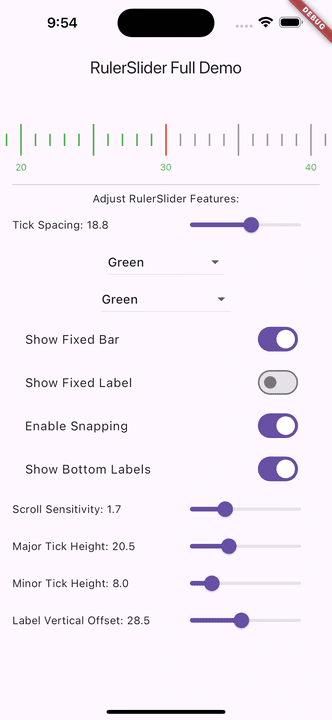 9:54
DEBUG
RulerSlider Full Demo
20 30 40
Adjust RulerSlider Features:
Tick Spacing: 18.8
Green
Green
Show Fixed Bar
Show Fixed Label
Enable Snapping
Show Bottom Labels
Scroll Sensitivity: 1.7
Major Tick Height: 20.5
Minor Tick Height: 8.0
Label Vertical Offset: 28.5